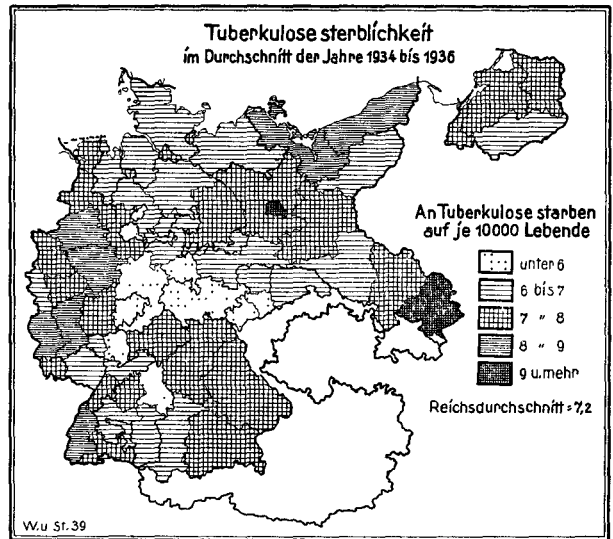 Tuberkulose sterblichkeit
im Durchschnitt der Jahre 1934 bis 1936
An Tuberkulose starben
auf je 10000 Lebende
unter 6
6 bis 7
7 " 8
8 " 9
9 u. mehr
Reichsdurchschnitt = 7,2
W. u St. 39